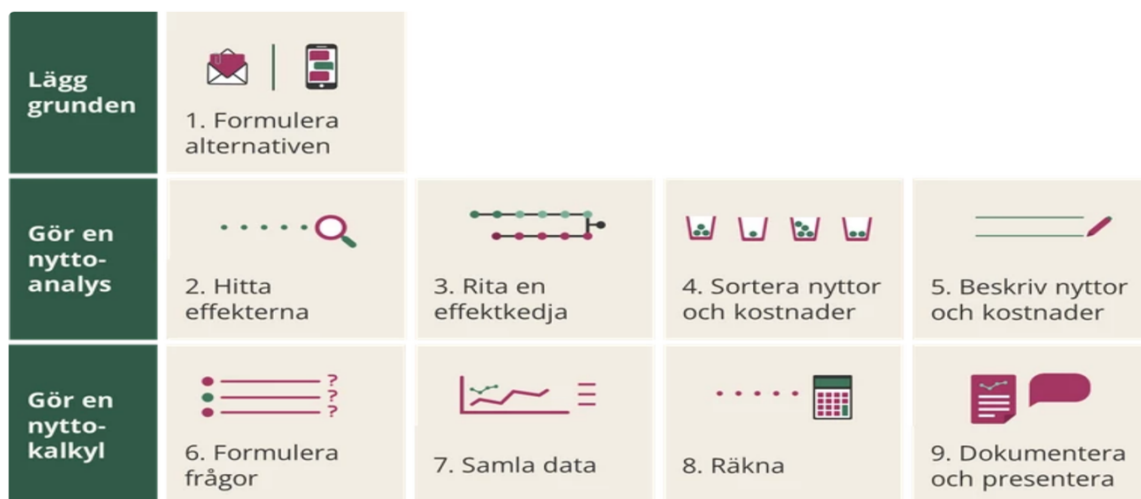 Lägg
grunden
1. Formulera
alternativen
Gör en
nytto-
analys
2. Hitta
effekterna
3. Rita en
effektkedja
4. Sortera nyttor
och kostnader
5. Beskriv nyttor
och kostnader
Gör en
nytto-
kalkyl
?
?
?
6. Formulera
frågor
7. Samla data
8. Räkna
9. Dokumentera
och presentera